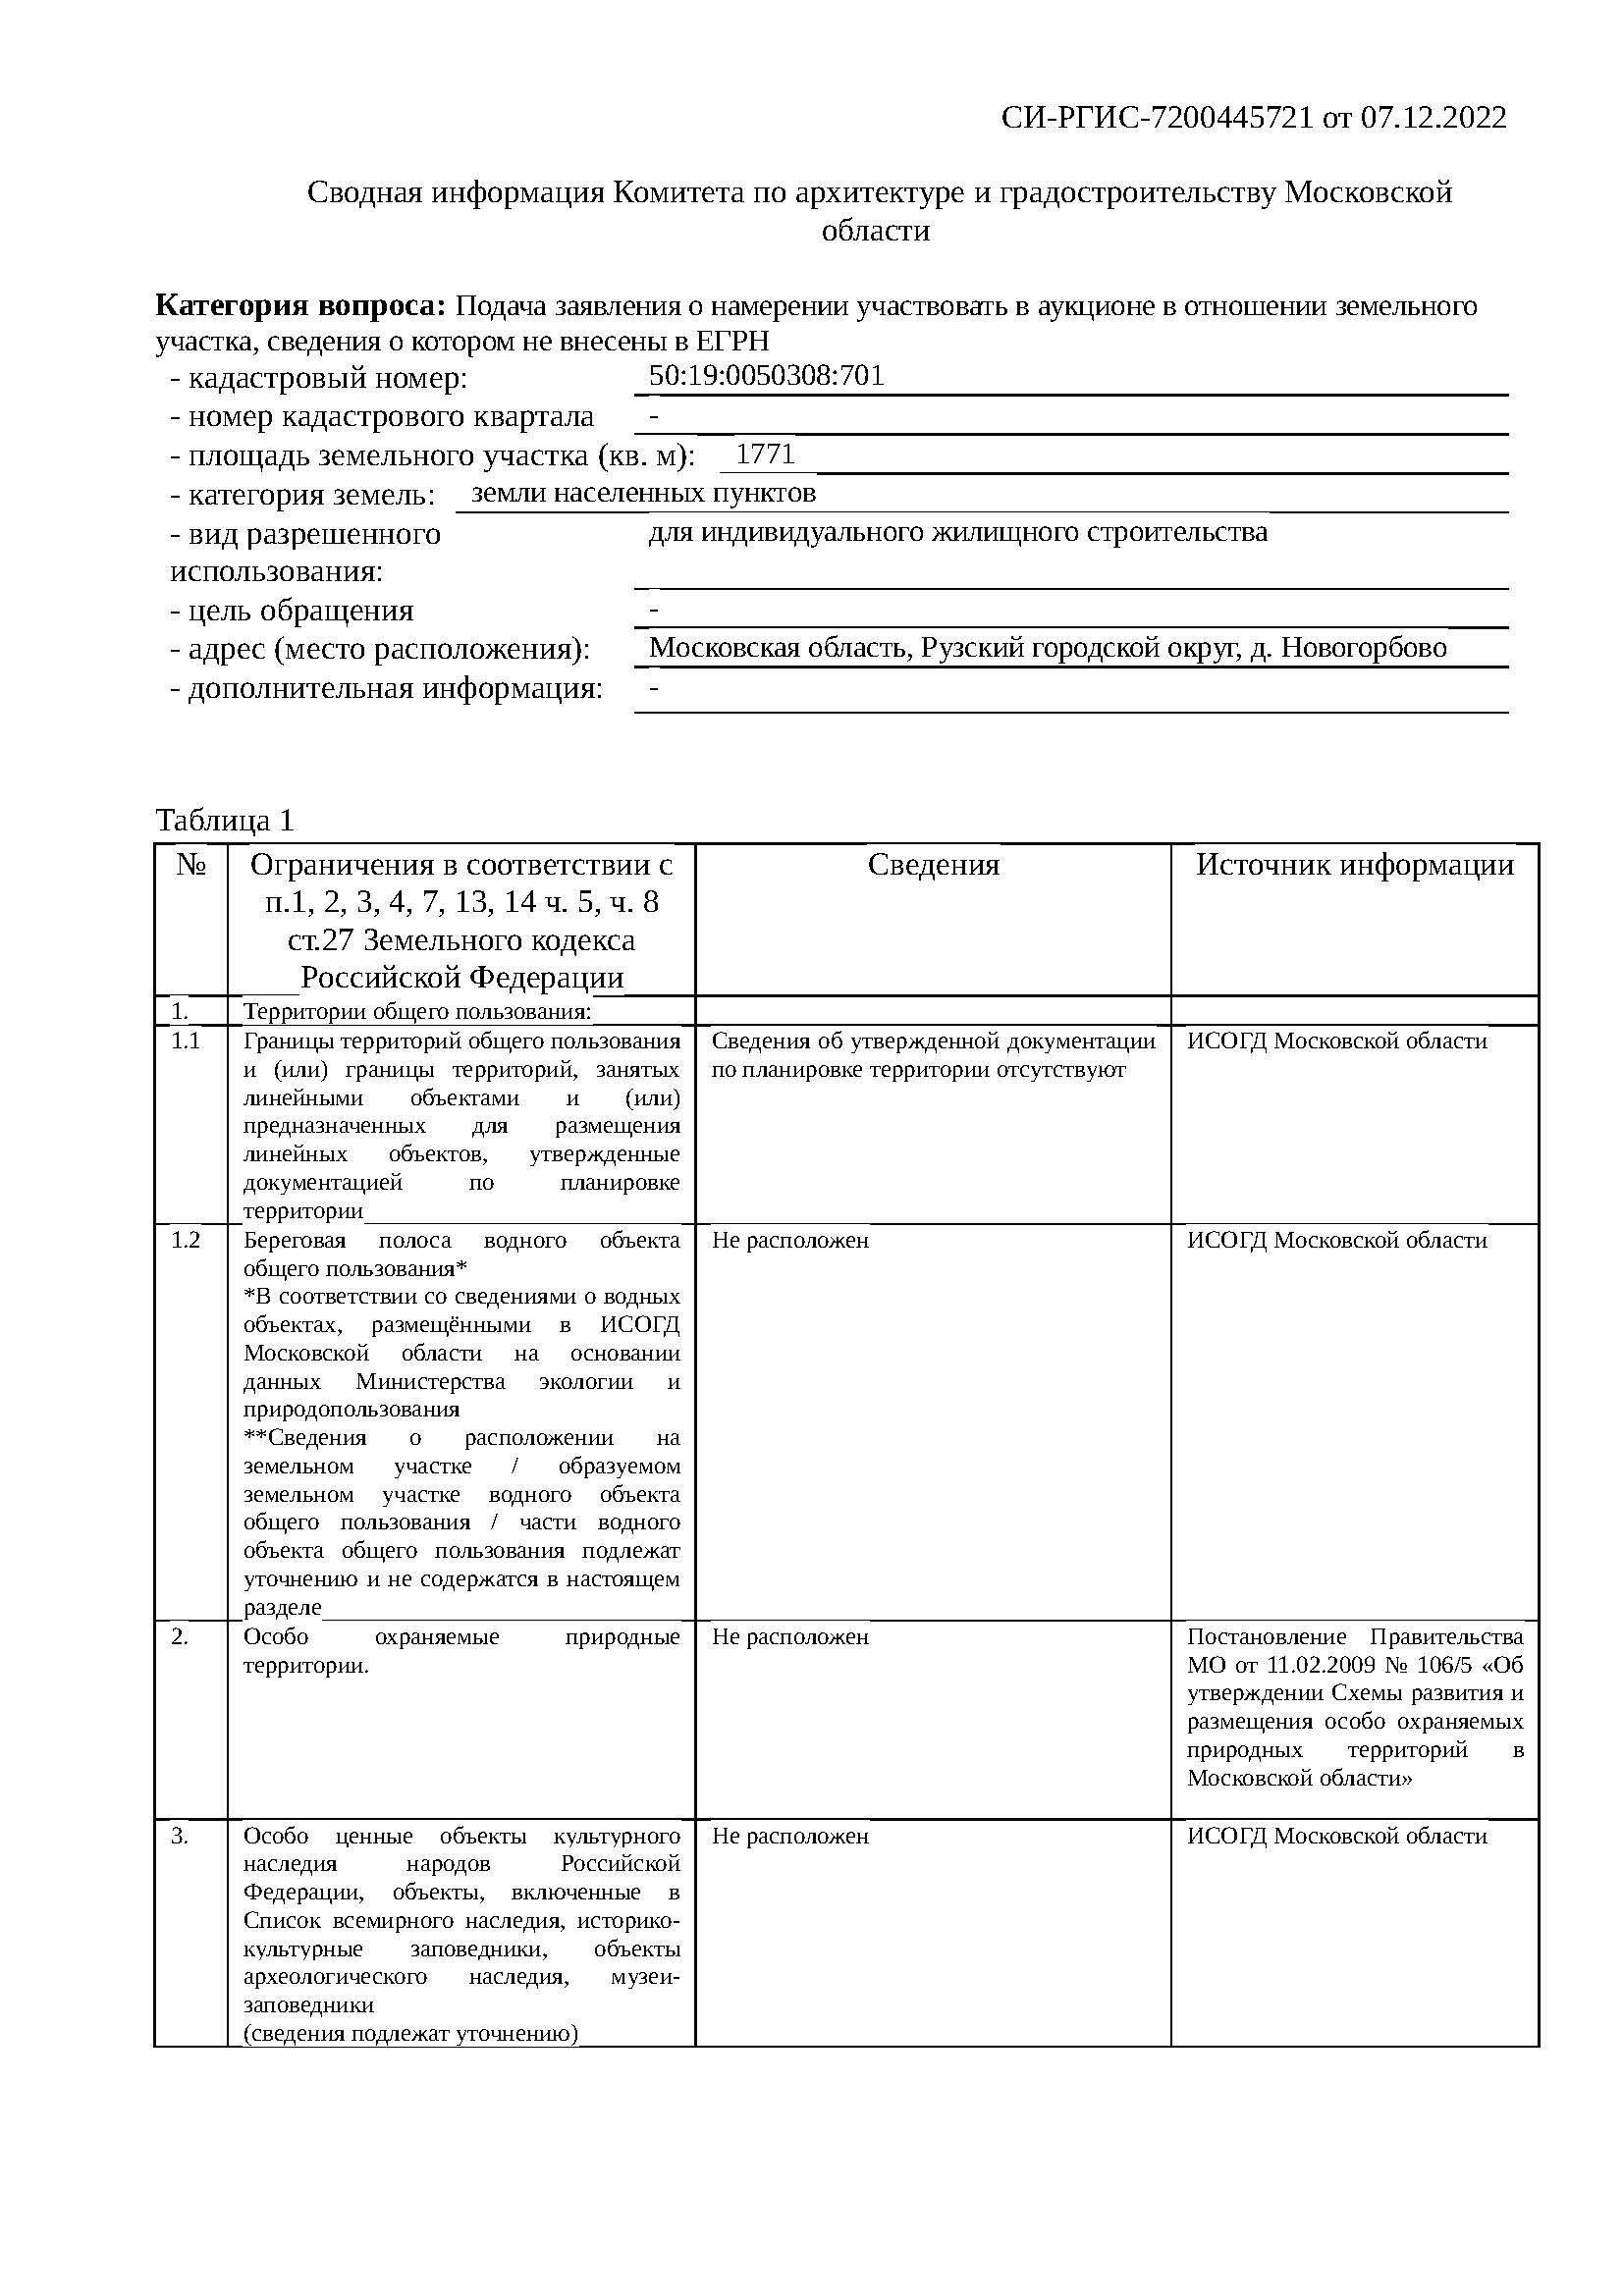 СИ-РГИС-7200445721 от 07.12.2022
Сводная информация Комитета по архитектуре и градостроительству Московской
области
Категория вопроса: Подача заявления о намерении участвовать в аукционе в отношении земельного
участка, сведения о котором не внесены в ЕГРН
- кадастровый номер: 50:19:0050308:701
- номер кадастрового квартала -
- площадь земельного участка (кв. м): 1771
- категория земель: земли населенных пунктов
- вид разрешенного для индивидуального жилищного строительства
использования:
- цель обращения -
- адрес (место расположения): Московская область, Рузский городской округ, д. Новогорбово
- дополнительная информация: -
Таблица 1
№
Ограничения в соответствии с
п.1, 2, 3, 4, 7, 13, 14 ч. 5, ч. 8
ст.27 Земельного кодекса
Российской Федерации
Сведения
Источник информации
1.
Территории общего пользования:
1.1
Границы территорий общего пользования
и (или) границы территорий, занятых
линейными объектами и (или)
предназначенных для размещения
линейных объектов, утвержденные
документацией по планировке
территории
Сведения об утвержденной документации
по планировке территории отсутствуют
ИСОГД Московской области
1.2
Береговая полоса водного объекта
общего пользования*
*В соответствии со сведениями о водных
объектах, размещёнными в ИСОГД
Московской области на основании
данных Министерства экологии и
природопользования
**Сведения о расположении на
земельном участке / образуемом
земельном участке водного объекта
общего пользования / части водного
объекта общего пользования подлежат
уточнению и не содержатся в настоящем
разделе
Не расположен
ИСОГД Московской области
2.
Особо охраняемые природные
территории.
Не расположен
Постановление Правительства
МО от 11.02.2009 № 106/5 «Об
утверждении Схемы развития и
размещения особо охраняемых
природных территорий в
Московской области»
3.
Особо ценные объекты культурного
наследия народов Российской
Федерации, объекты, включенные в
Список всемирного наследия, историко-
культурные заповедники, объекты
археологического наследия, музеи-
заповедники
(сведения подлежат уточнению)
Не расположен
ИСОГД Московской области